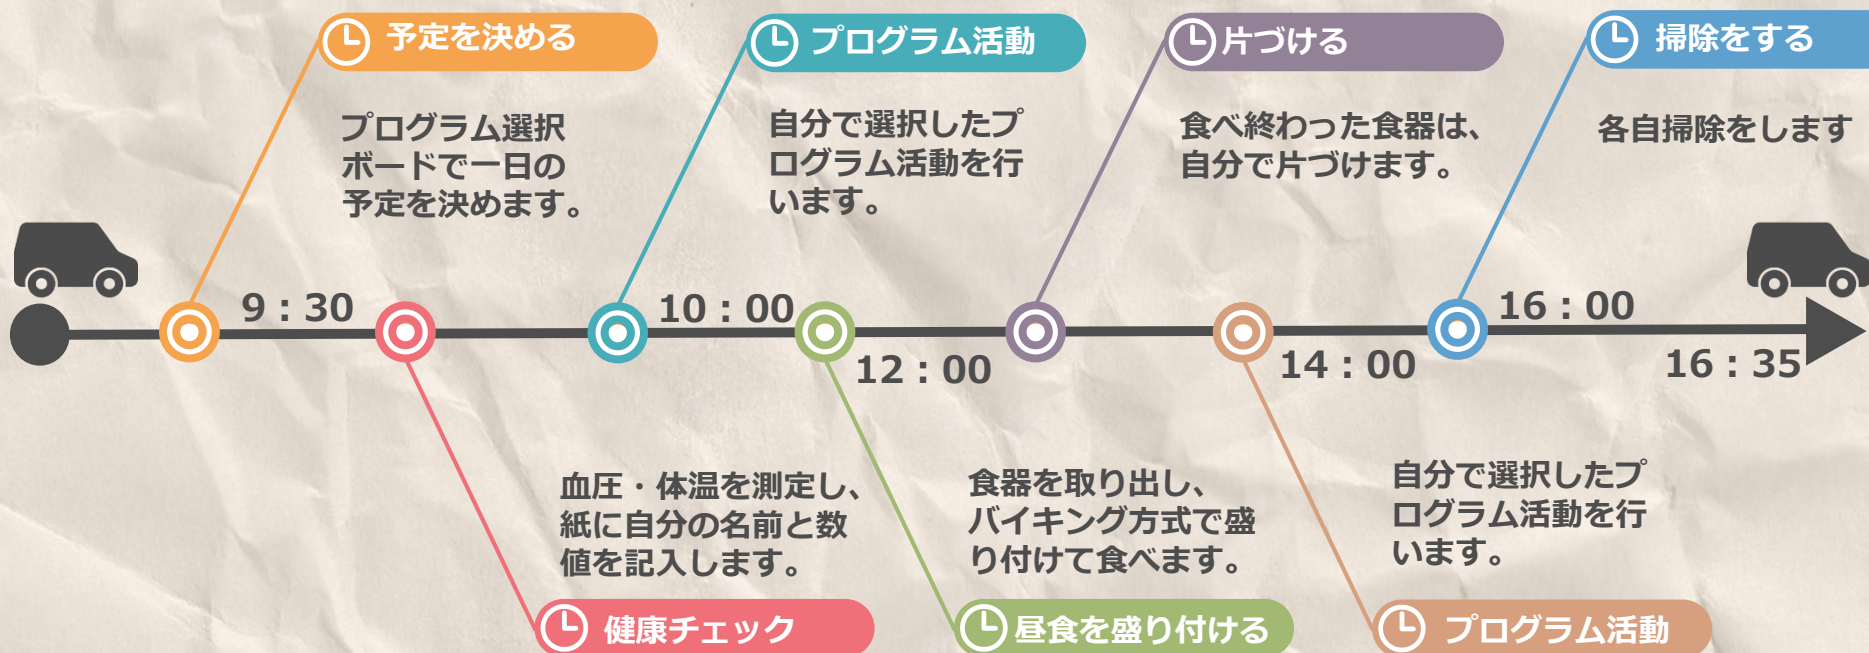 予定を決める
プログラム選択
ボードで一日の
予定を決めます。
プログラム活動
自分で選択したプ
ログラム活動を行
います。
片づける
食べ終わった食器は、
自分で片づけます。
掃除をする
各自掃除をします
9：30
10：00
12：00
14：00
16：00
16：35
血圧・体温を測定し、
紙に自分の名前と数
値を記入します。
健康チェック
食器を取り出し、
バイキング方式で盛
り付けて食べます。
昼食を盛り付ける
自分で選択したプ
ログラム活動を行
います。
プログラム活動